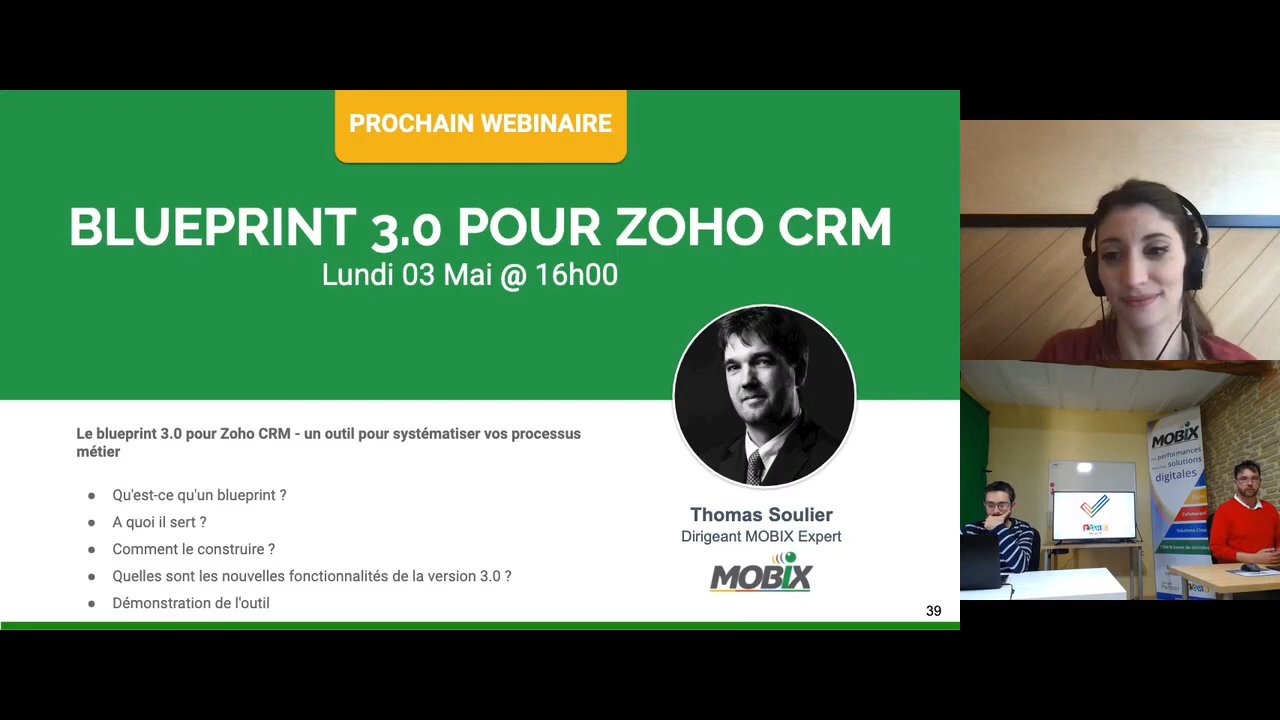 PROCHAIN WEBINAIRE
BLUEPRINT 3.0 POUR ZOHO CRM
Lundi 03 Mai @ 16h00
Le blueprint 3.0 pour Zoho CRM - un outil pour systématiser vos processus
métier
● Qu'est-ce qu'un blueprint ?
● A quoi il sert ?
● Comment le construire ?
● Quelles sont les nouvelles fonctionnalités de la version 3.0 ?
● Démonstration de l'outil
Thomas Soulier
Dirigeant MOBIX Expert
MOBIX
39
MOBIX
performances
solutions
digitales